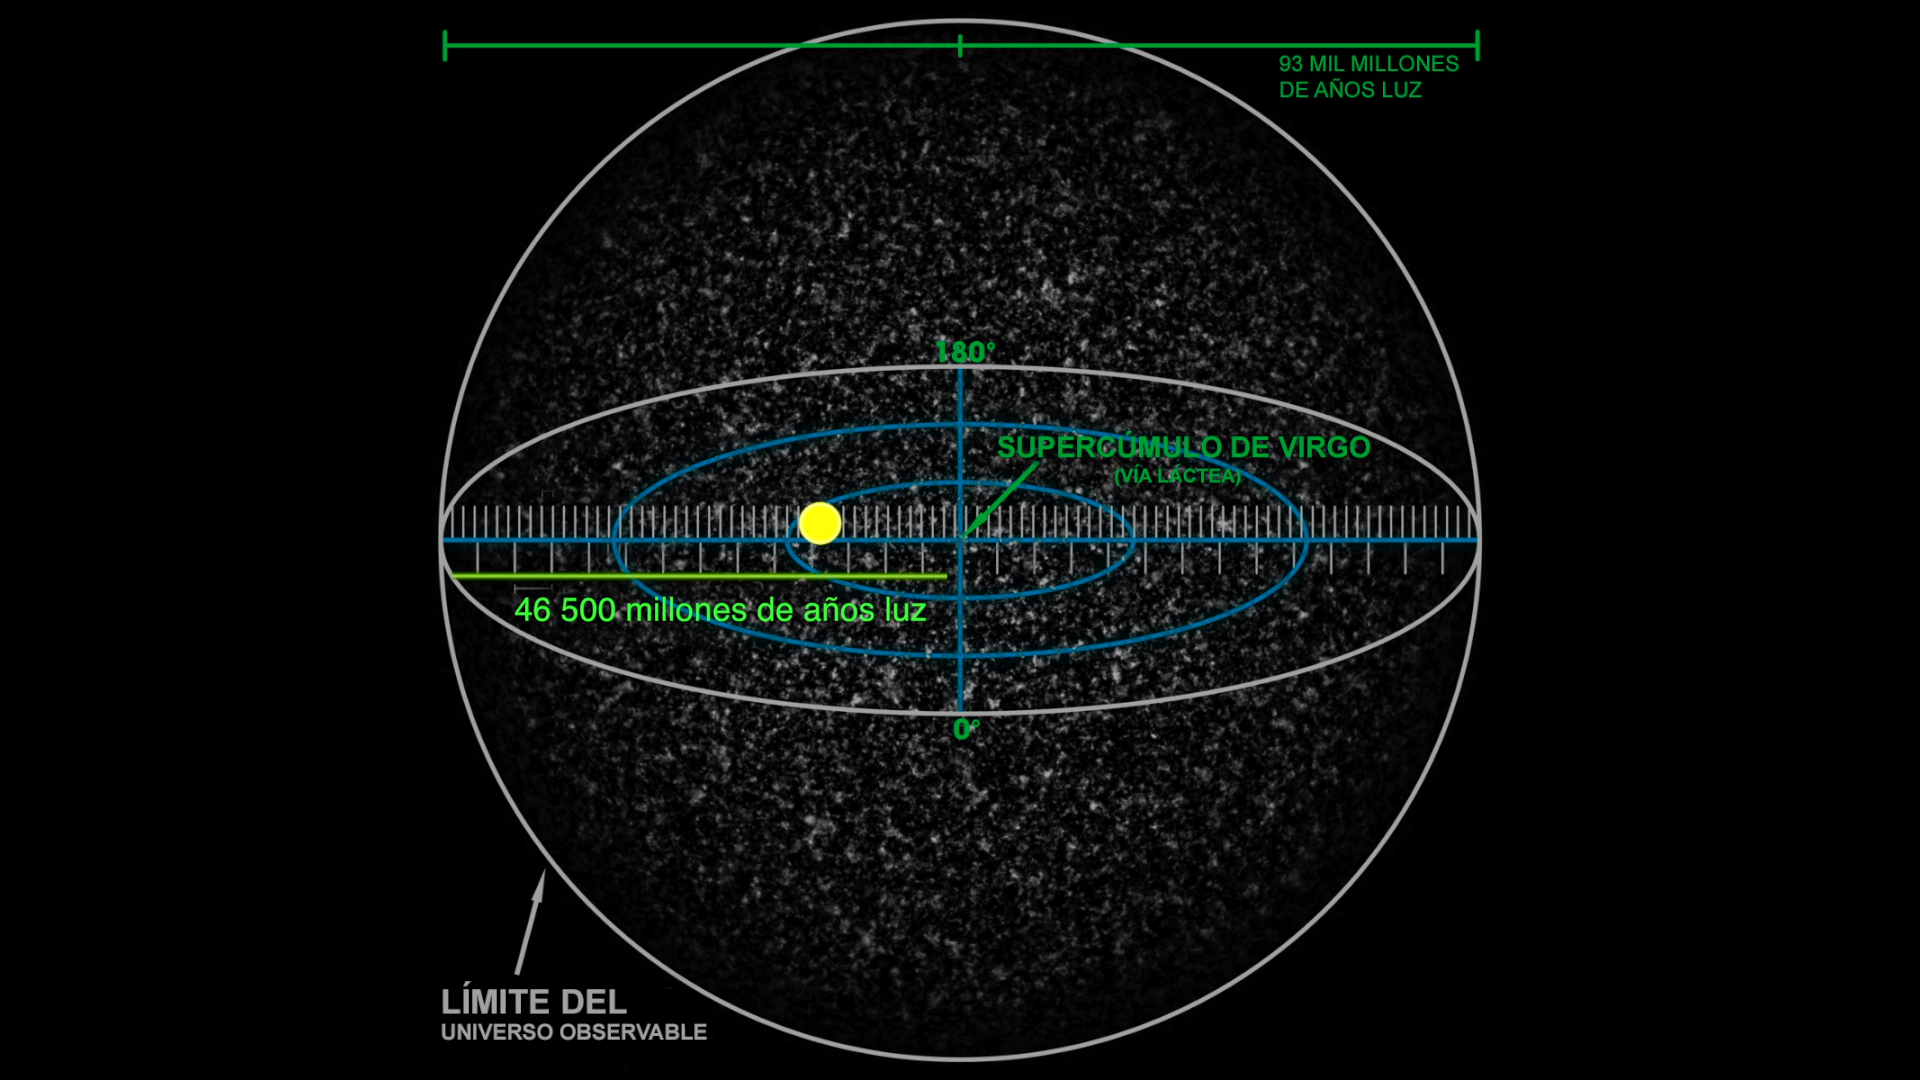 93 MIL MILLONES
DE AÑOS LUZ
180°
SUPERCÚMULO DE VIRGO
(VÍA LÁCTEA)
46 500 millones de años luz
0°
LÍMITE DEL
UNIVERSO OBSERVABLE